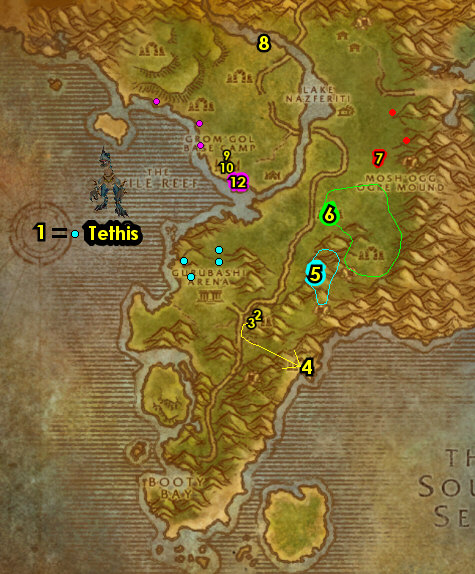 8
LAKE
NAZFERITI
GROM'GOL
BASE CAMP
9
10
7
THE
VILE REEF
12
MOSH'OGG
OGRE MOUND
6
1 = Tethis
5
GURUBASHI
ARENA
2
3
4
BOOTY
BAY
TH
SOU
SE